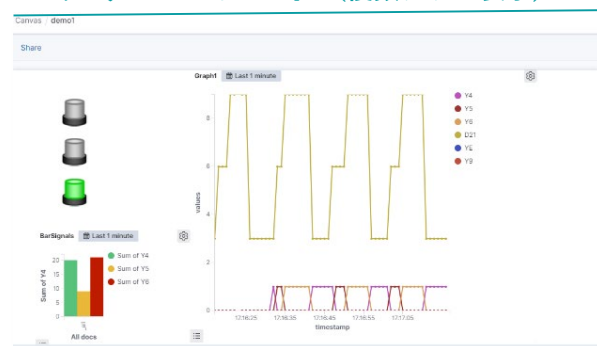 Canvas / demo1
Share
Graph1 Last 1 minute
Y4
Y5
Y6
D21
YE
Y8
values
8
6
4
2
0
17:16:25 17:16:35 17:16:45 17:16:55 17:17:05
timestamp
BarSignals Last 1 minute
Sum of Y4
Sum of Y5
Sum of Y6
Sum of Y4
20
15
10
5
0
All docs